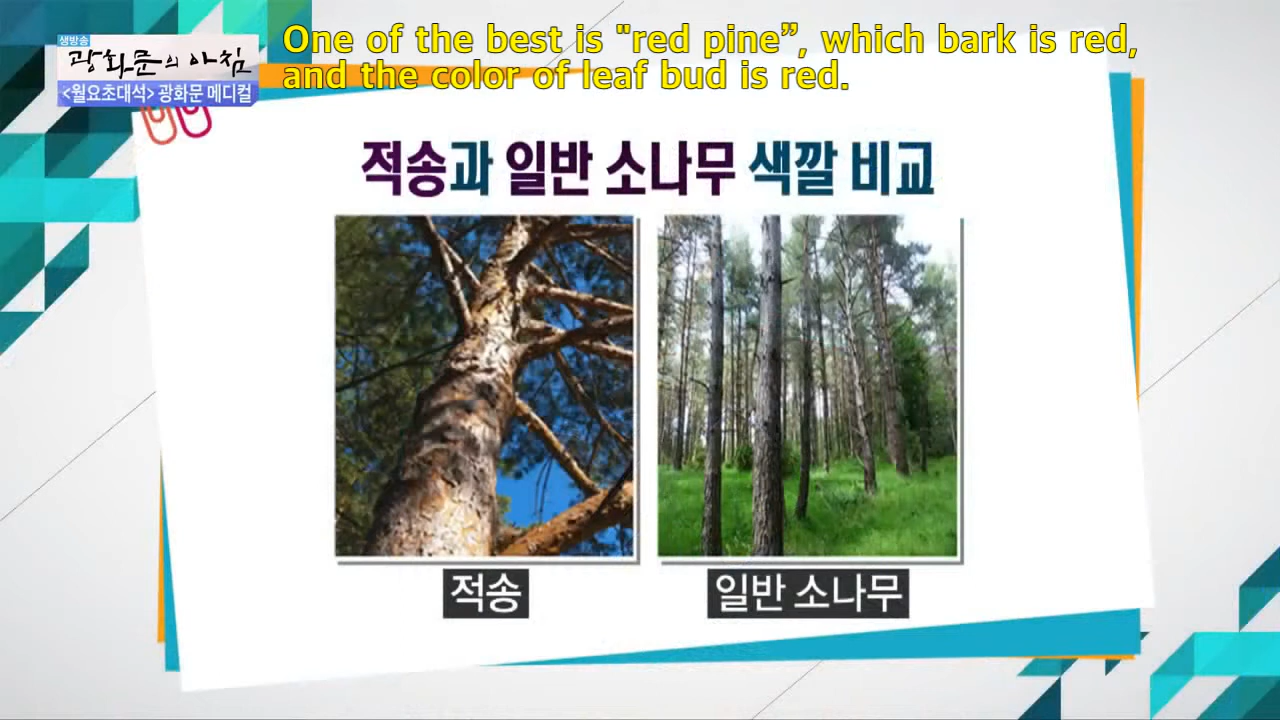 생방송
광화문의 아침
<월요초대석> 광화문 메디컬
One of the best is "red pine”, which bark is red,
and the color of leaf bud is red.
적송과 일반 소나무 색깔 비교
적송
일반 소나무